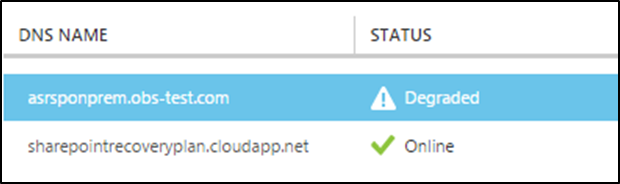 DNS NAME STATUS
asrsponprem.obs-test.com Degraded
sharepointrecoveryplan.cloudapp.net Online